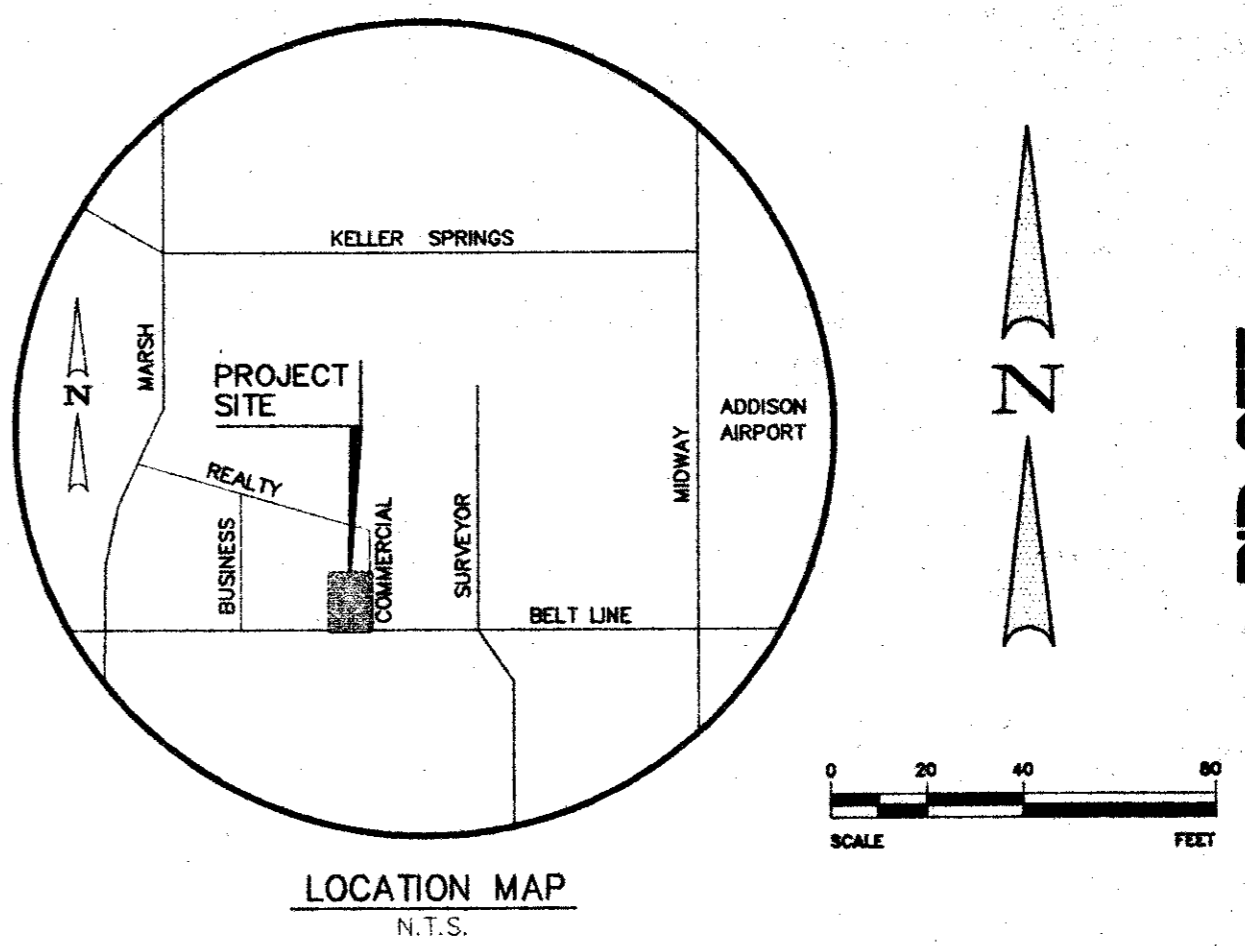 KELLER SPRINGS
MARSH
N
PROJECT
SITE
REALTY
BUSINESS
COMMERCIAL
SURVEYOR
MIDWAY
ADDISON
AIRPORT
BELT LINE
LOCATION MAP
N.T.S.
N
0 20 40 80
SCALE FEET